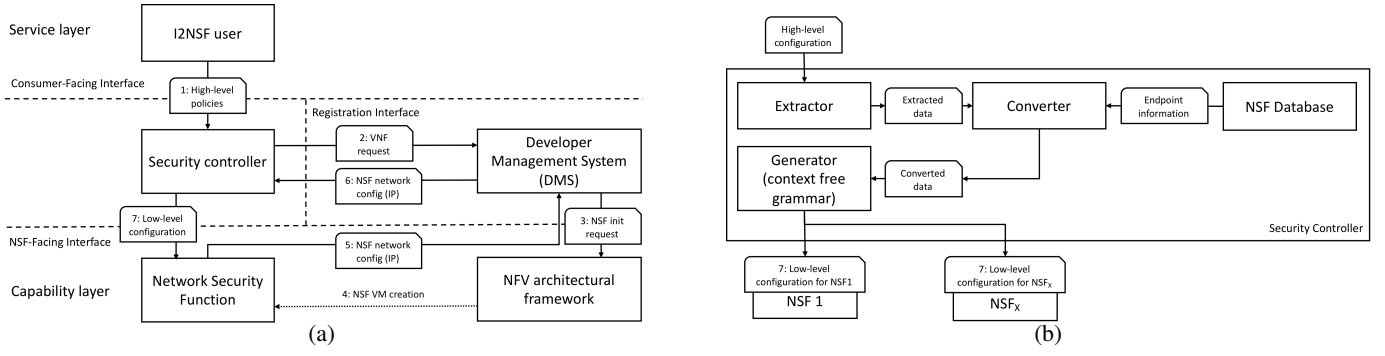 Service layer
I2NSF user
Consumer-Facing Interface
1: High-level
policies
Registration Interface
Security controller
2: VNF
request
6: NSF network
config (IP)
Developer
Management System
(DMS)
7: Low-level
configuration
3: NSF init
request
NSF-Facing Interface
5: NSF network
config (IP)
Capability layer
Network Security
Function
4: NSF VM creation
NFV architectural
framework
(a)
High-level
configuration
Extractor
Extracted
data
Converter
Endpoint
information
NSF Database
Generator
(context free
grammar)
Converted
data
Security Controller
7: Low-level
configuration for NSF1
NSF 1
7: Low-level
configuration for NSFX
NSFX
(b)